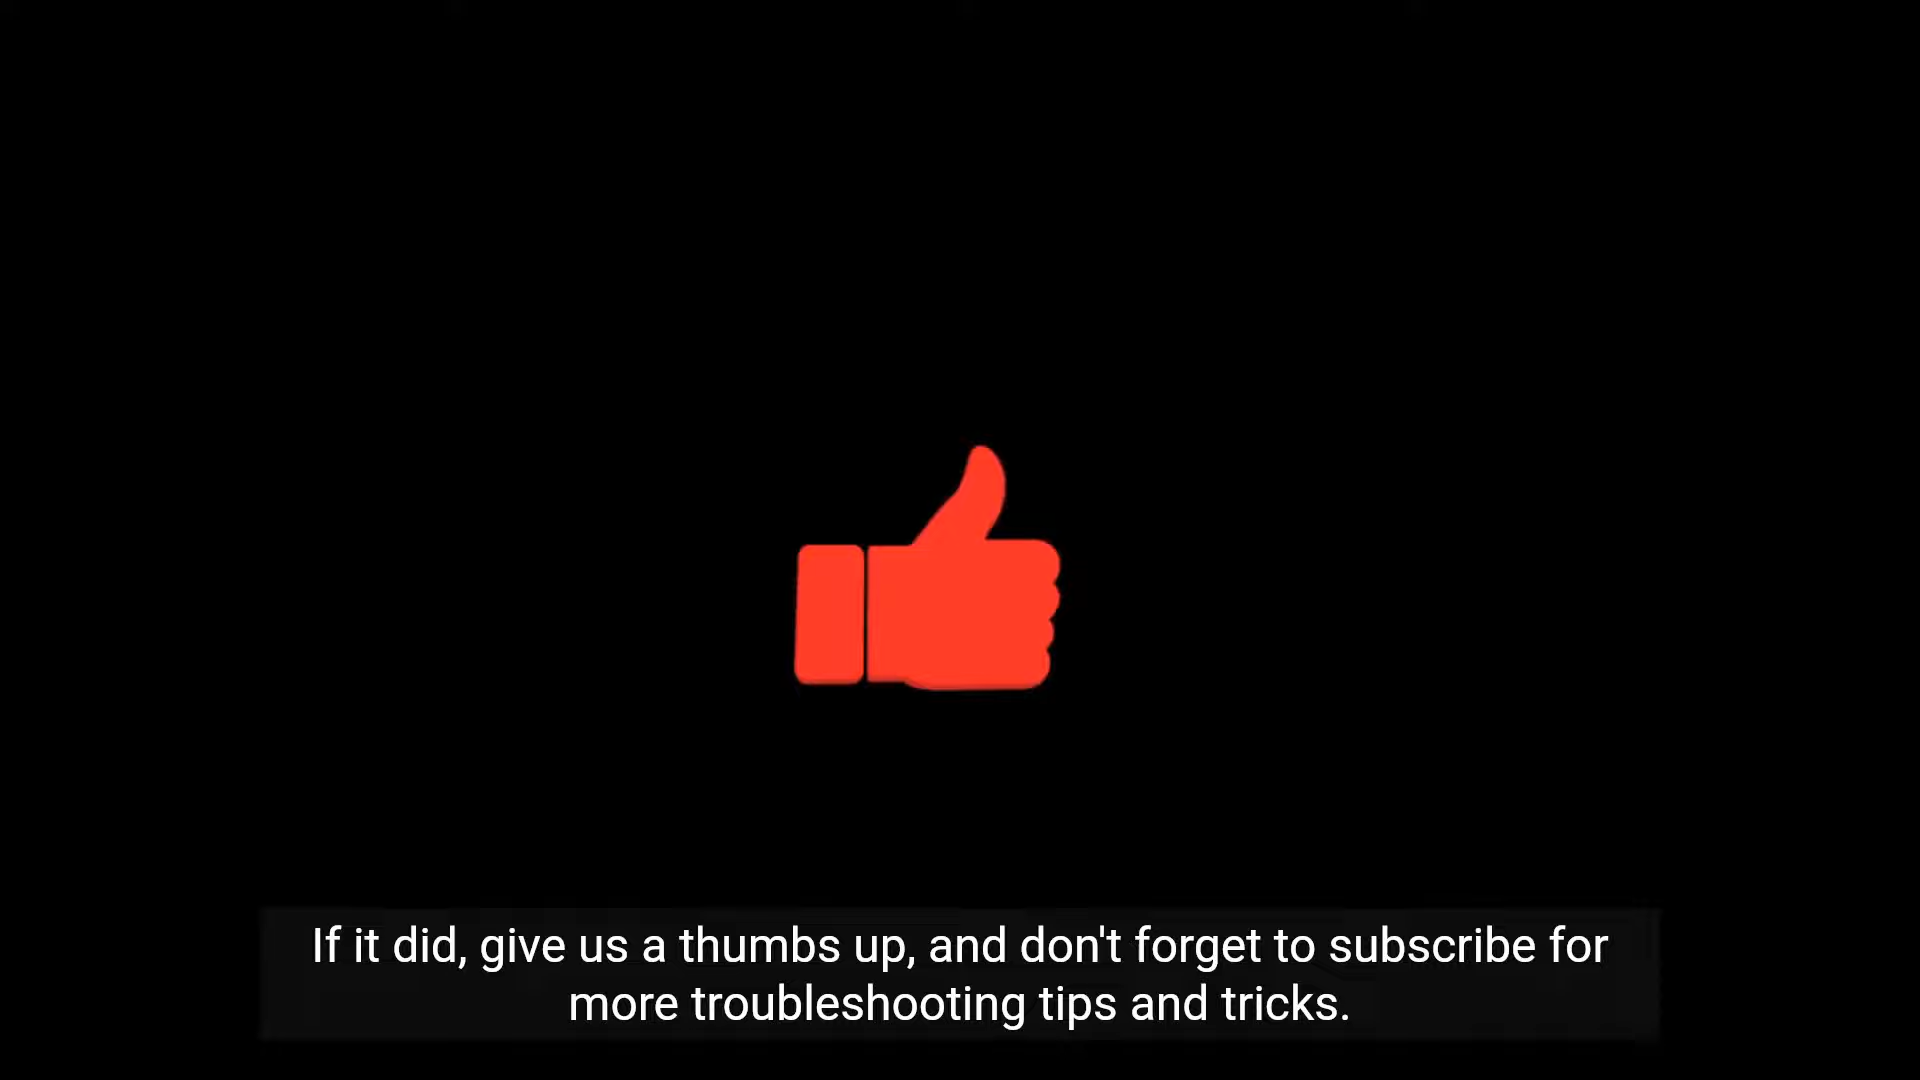 If it did, give us a thumbs up, and don't forget to subscribe for
more troubleshooting tips and tricks.